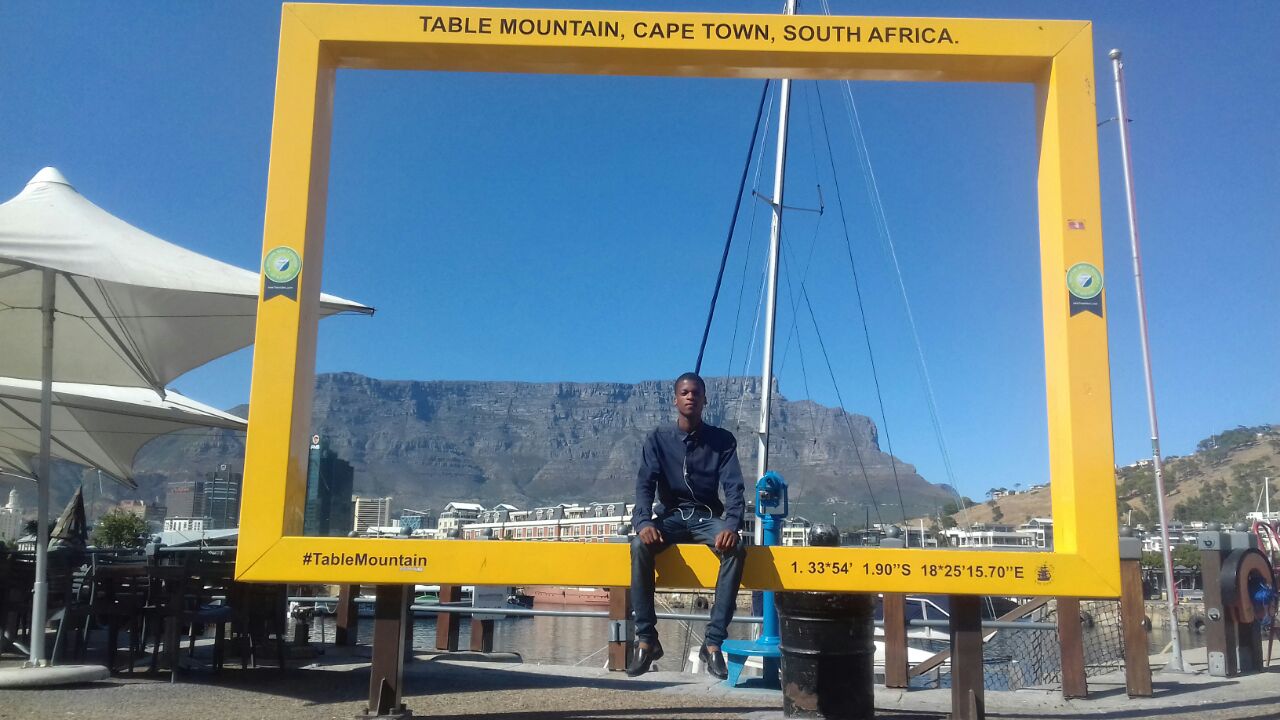 TABLE MOUNTAIN, CAPE TOWN, SOUTH AFRICA.
#TableMountain
1. 33*54' 1.90"S 18*25'15.70"E